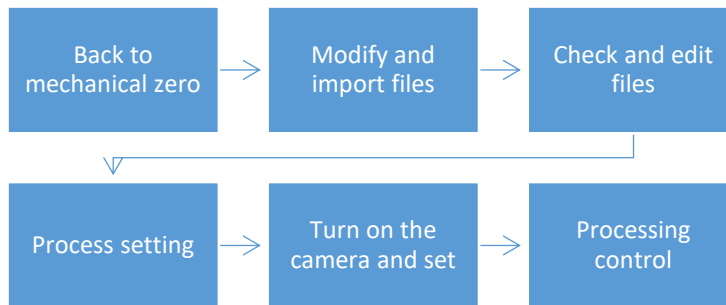 Back to
mechanical zero
Modify and
import files
Check and edit
files
Process setting
Turn on the
camera and set
Processing
control